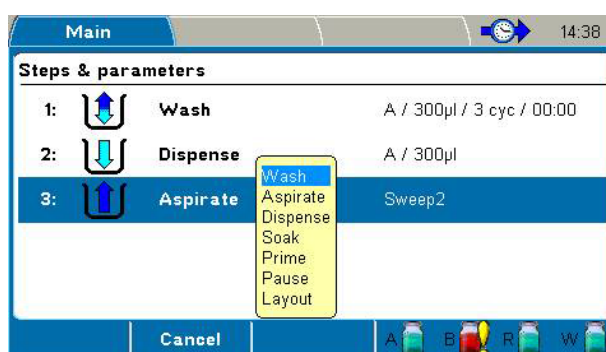 Main
14:38
Steps & parameters
1: Wash A / 300µl / 3 cyc / 00:00
2: Dispense A / 300µl
3: Aspirate Sweep2
Wash
Aspirate
Dispense
Soak
Prime
Pause
Layout
Cancel
A B R W